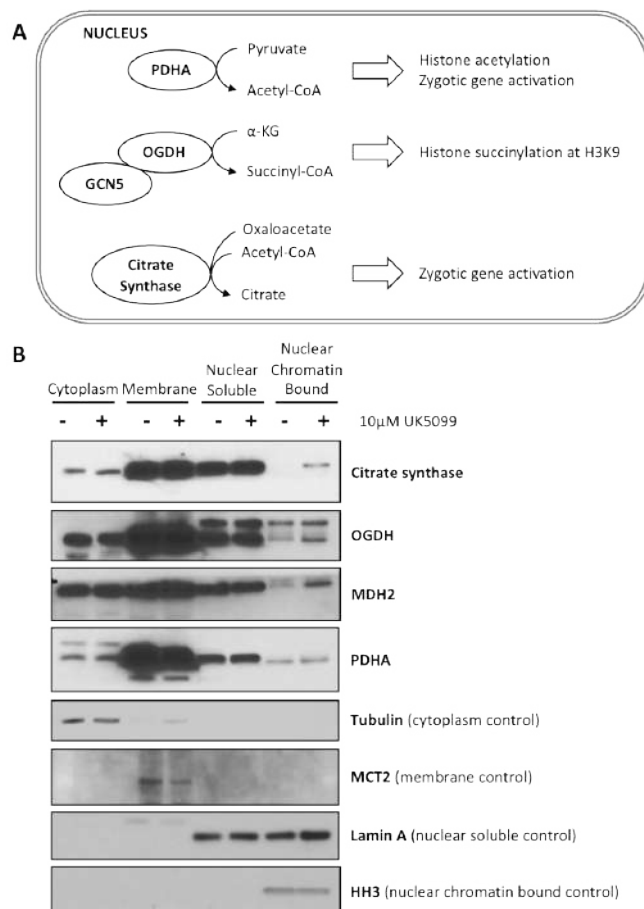 A
NUCLEUS
PDHA
Pyruvate
Acetyl-CoA
Histone acetylation
Zygotic gene activation
OGDH
GCN5
α-KG
Succinyl-CoA
Histone succinylation at H3K9
Citrate
Synthase
Oxaloacetate
Acetyl-CoA
Citrate
Zygotic gene activation
B
Cytoplasm Membrane Nuclear
Soluble Nuclear
Chromatin
Bound
- + - + - + - + 10μM UK5099
Citrate synthase
OGDH
MDH2
PDHA
Tubulin (cytoplasm control)
MCT2 (membrane control)
Lamin A (nuclear soluble control)
HH3 (nuclear chromatin bound control)